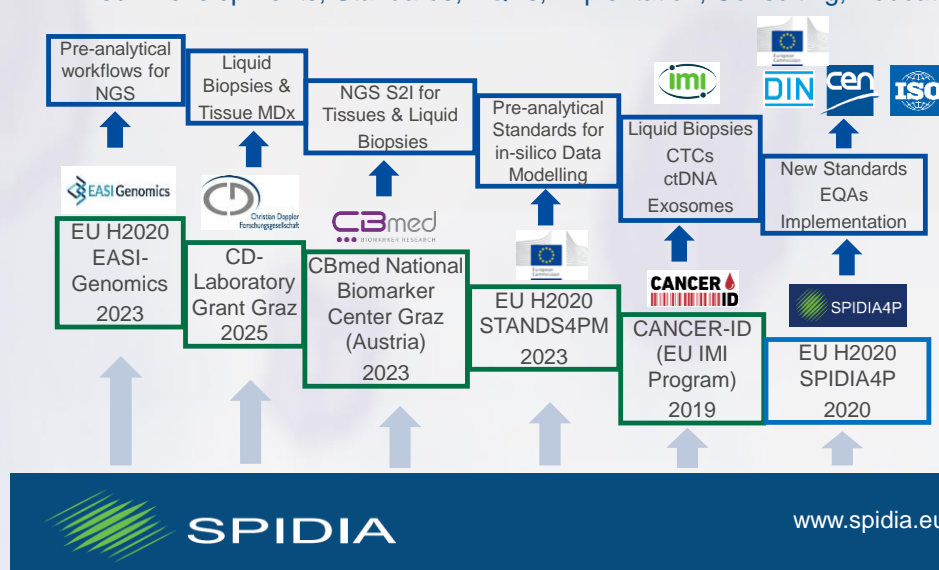 Pre-analytical
workflows for
NGS
Liquid
Biopsies &
Tissue MDx
NGS S2I for
Tissues & Liquid
Biopsies
Pre-analytical
Standards for
in-silico Data
Modelling
imi
Liquid Biopsies
CTCs
ctDNA
Exosomes
European
Commission
DIN
cen
ISO
New Standards
EQAs
Implementation
EASI Genomics
Christian Doppler
Forschungsgesellschaft
CBmed
BIOMARKER RESEARCH
European
Commission
CANCER
ID
SPIDIA4P
EU H2020
EASI-
Genomics
2023
CD-
Laboratory
Grant Graz
2025
CBmed National
Biomarker
Center Graz
(Austria)
2023
EU H2020
STANDS4PM
2023
CANCER-ID
(EU IMI
Program)
2019
EU H2020
SPIDIA4P
2020
SPIDIA
www.spidia.eu